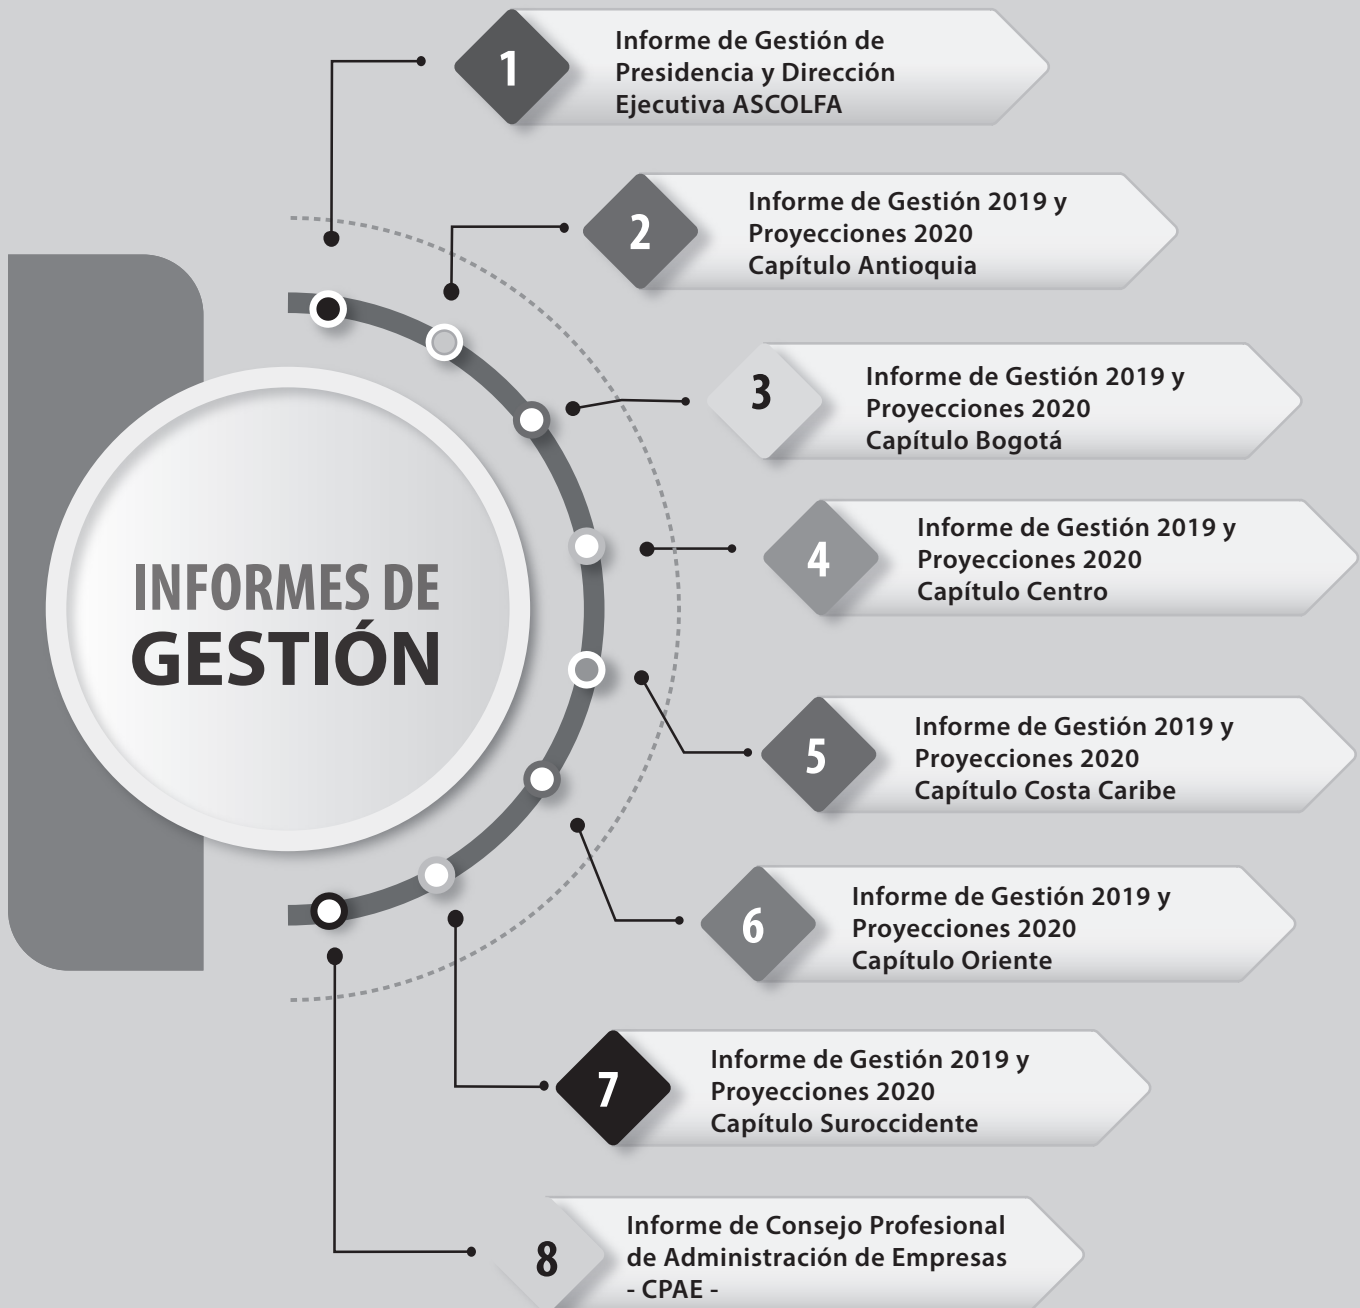 INFORMES DE
GESTIÓN
1
Informe de Gestión de
Presidencia y Dirección
Ejecutiva ASCOLFA
2
Informe de Gestión 2019 y
Proyecciones 2020
Capítulo Antioquia
3
Informe de Gestión 2019 y
Proyecciones 2020
Capítulo Bogotá
4
Informe de Gestión 2019 y
Proyecciones 2020
Capítulo Centro
5
Informe de Gestión 2019 y
Proyecciones 2020
Capítulo Costa Caribe
6
Informe de Gestión 2019 y
Proyecciones 2020
Capítulo Oriente
7
Informe de Gestión 2019 y
Proyecciones 2020
Capítulo Suroccidente
8
Informe de Consejo Profesional
de Administración de Empresas
- CPAE -